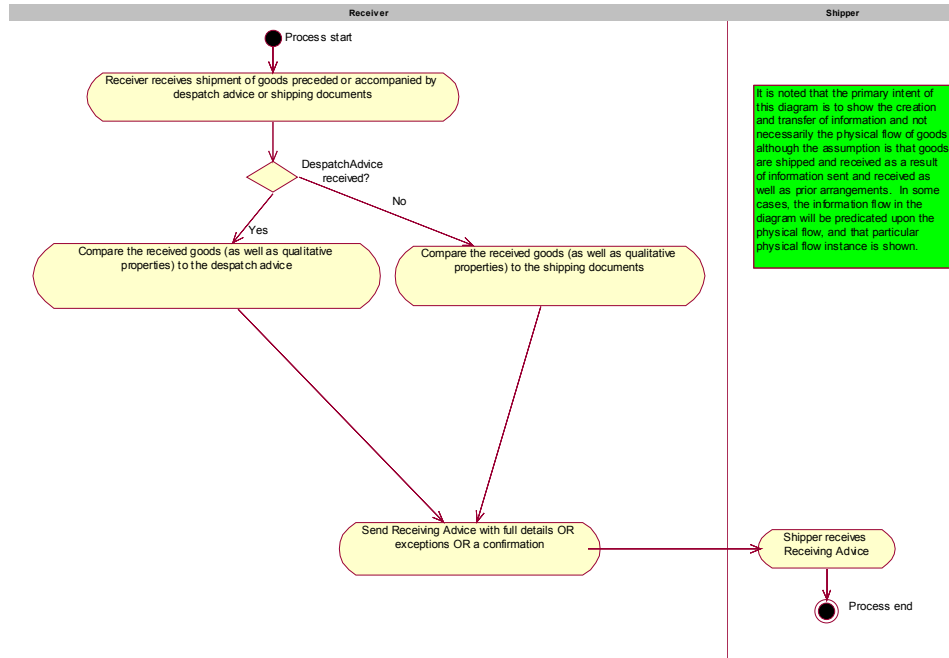 Receiver
Shipper
Process start
Receiver receives shipment of goods preceded or accompanied by
despatch advice or shipping documents
It is noted that the primary intent of
this diagram is to show the creation
and transfer of information and not
necessarily the physical flow of goods
although the assumption is that goods
are shipped and received as a result
of information sent and received as
well as prior arrangements. In some
cases, the information flow in the
diagram will be predicated upon the
physical flow, and that particular
physical flow instance is shown.
DespatchAdvice
received?
No
Yes
Compare the received goods (as well as qualitative
properties) to the despatch advice
Compare the received goods (as well as qualitative
properties) to the shipping documents
Send Receiving Advice with full details OR
exceptions OR a confirmation
Shipper receives
Receiving Advice
Process end